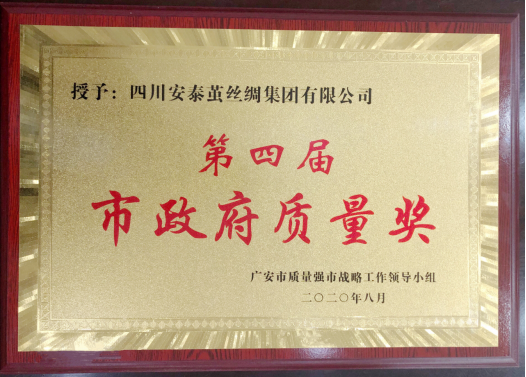 授予：四川安泰茧丝绸集团有限公司
第四届
市政府质量奖
广安市质量强市战略工作领导小组
二〇二〇年八月